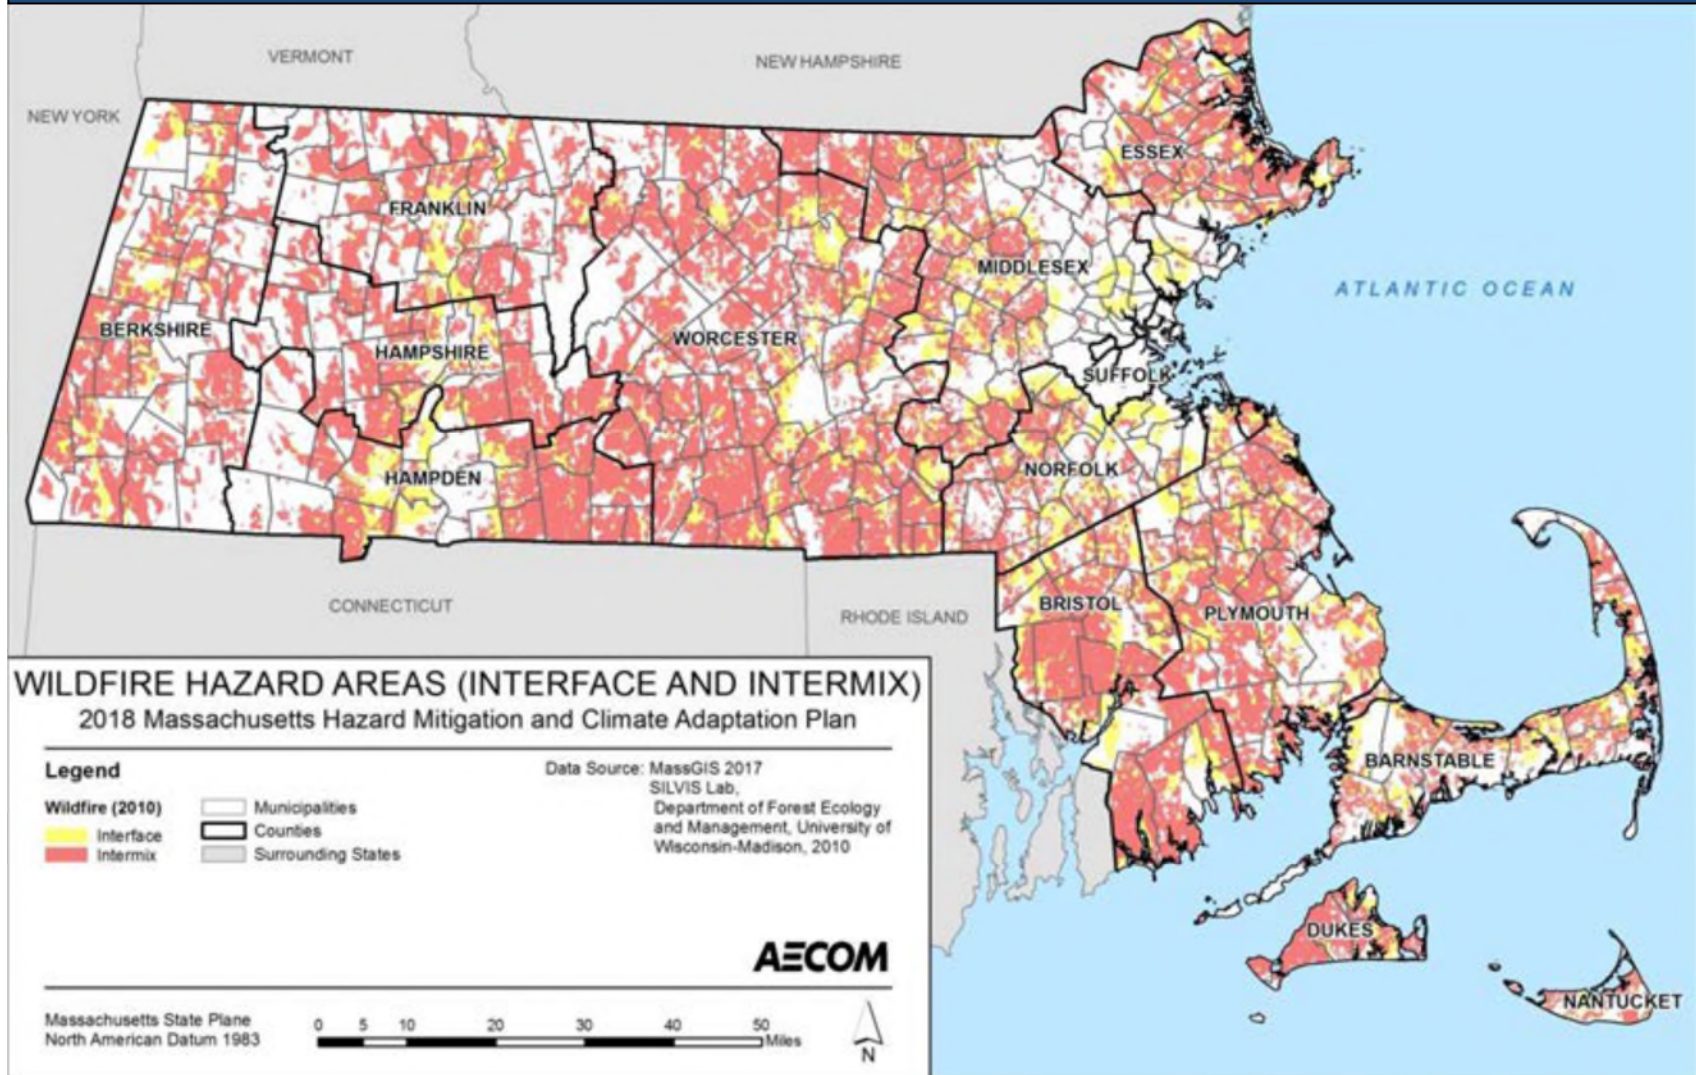 VERMONT
NEW HAMPSHIRE
NEW YORK
ESSEX
FRANKLIN
MIDDLESEX
ATLANTIC OCEAN
BERKSHIRE
HAMPSHIRE
WORCESTER
SUFFOLK
HAMPDEN
NORFOLK
CONNECTICUT
RHODE ISLAND
BRISTOL
PLYMOUTH
BARNSTABLE
DUKES
NANTUCKET
WILDFIRE HAZARD AREAS (INTERFACE AND INTERMIX)
2018 Massachusetts Hazard Mitigation and Climate Adaptation Plan
Legend
Wildfire (2010)
Interface
Intermix
Municipalities
Counties
Surrounding States
Data Source: MassGIS 2017
SILVIS Lab,
Department of Forest Ecology
and Management, University of
Wisconsin-Madison, 2010
AECOM
Massachusetts State Plane
North American Datum 1983
0 5 10 20 30 40 50
Miles
N